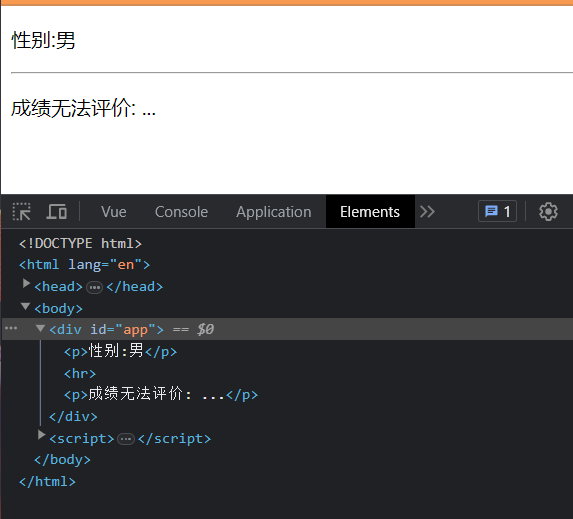 性别:男
成绩无法评价: ...
Vue Console Application Elements 1
<!DOCTYPE html>
<html lang="en">
<head>…</head>
<body>
<div id="app"> == $0
<p>性别:男</p>
<hr>
<p>成绩无法评价: ...</p>
</div>
<script>…</script>
</body>
</html>